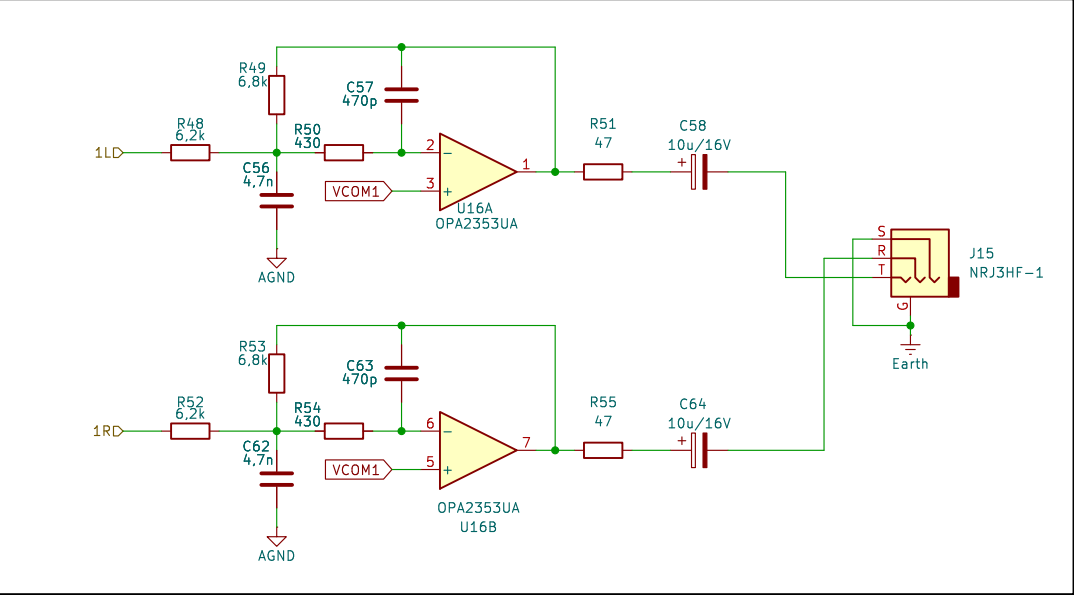 R49
6,8k
C57
470p
R48
6,2k
R50
430
R51
47
C58
10u/16V
+
1L
2
−
1
C56
4,7n
VCOM1
3
+
U16A
OPA2353UA
AGND
S
R
T
G
J15
NRJ3HF-1
Earth
R53
6,8k
C63
470p
R52
6,2k
R54
430
R55
47
C64
10u/16V
+
1R
6
−
7
C62
4,7n
VCOM1
5
+
OPA2353UA
U16B
AGND